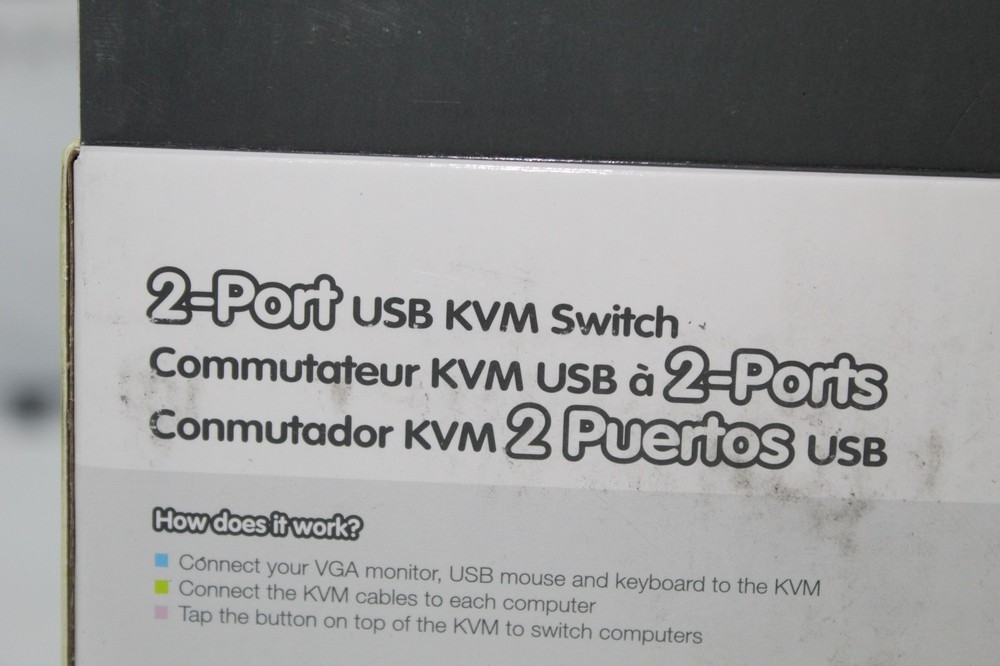 2-Port USB KVM Switch
Commutateur KVM USB à 2-Ports
Conmutador KVM 2 Puertos USB
How does it work?
Connect your VGA monitor, USB mouse and keyboard to the KVM
Connect the KVM cables to each computer
Tap the button on top of the KVM to switch computers